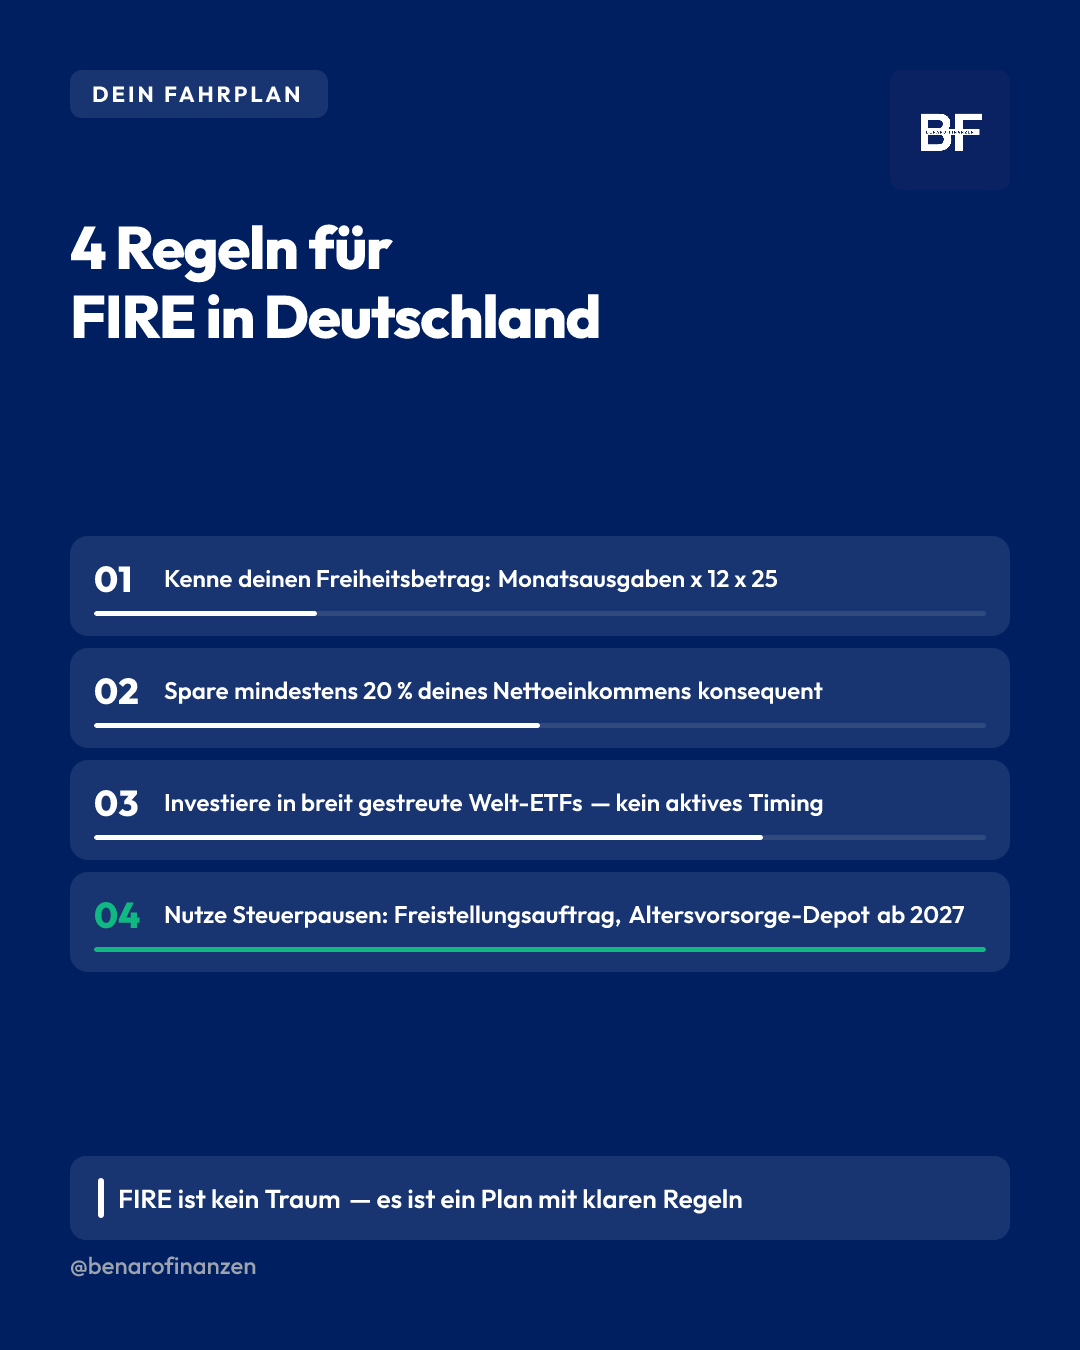 DEIN FAHRPLAN
BF
4 Regeln für
FIRE in Deutschland
01 Kenne deinen Freiheitsbetrag: Monatsausgaben x 12 x 25
02 Spare mindestens 20 % deines Nettoeinkommens konsequent
03 Investiere in breit gestreute Welt-ETFs — kein aktives Timing
04 Nutze Steuerpausen: Freistellungsauftrag, Altersvorsorge-Depot ab 2027
FIRE ist kein Traum — es ist ein Plan mit klaren Regeln
@benarofinanzen